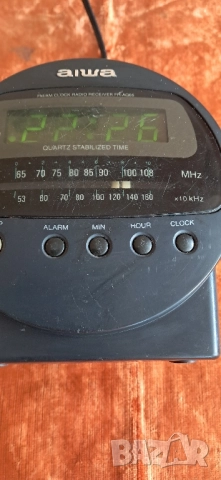 aiwa
FM/AM CLOCK RADIO RECEIVER FR-A065
22:26
QUARTZ STABILIZED TIME
65 70 75 80 85 90 100 108 MHz
53 60 70 80 100 120 140 160 ×10 kHz
ALARM MIN HOUR CLOCK
BAZAR